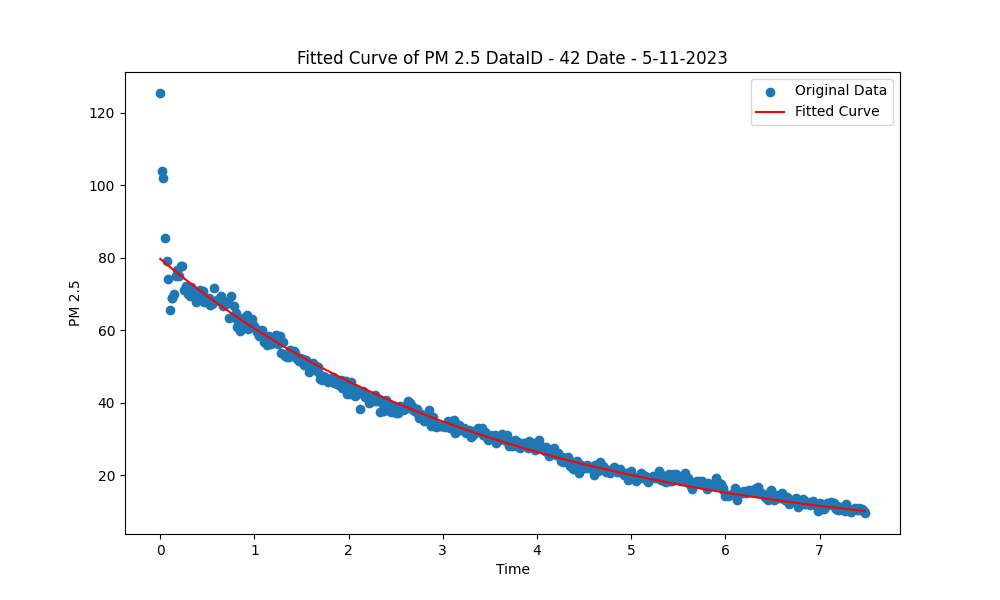 Fitted Curve of PM 2.5 DataID - 42 Date - 5-11-2023
Original Data
Fitted Curve
120
100
80
60
40
20
PM 2.5
0 1 2 3 4 5 6 7
Time